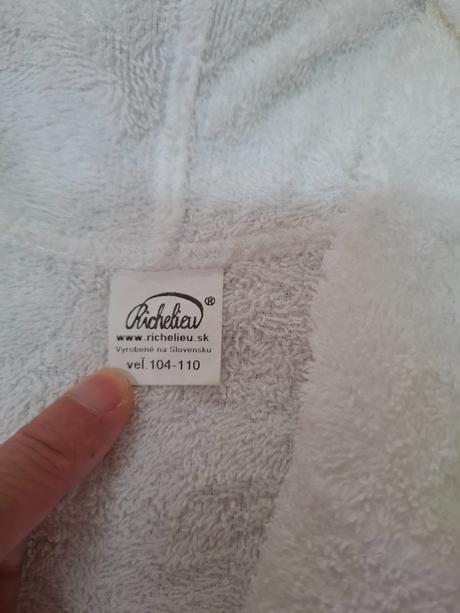 Richelieu ®
www.richelieu.sk
Vyrobené na Slovensku
veľ.104-110